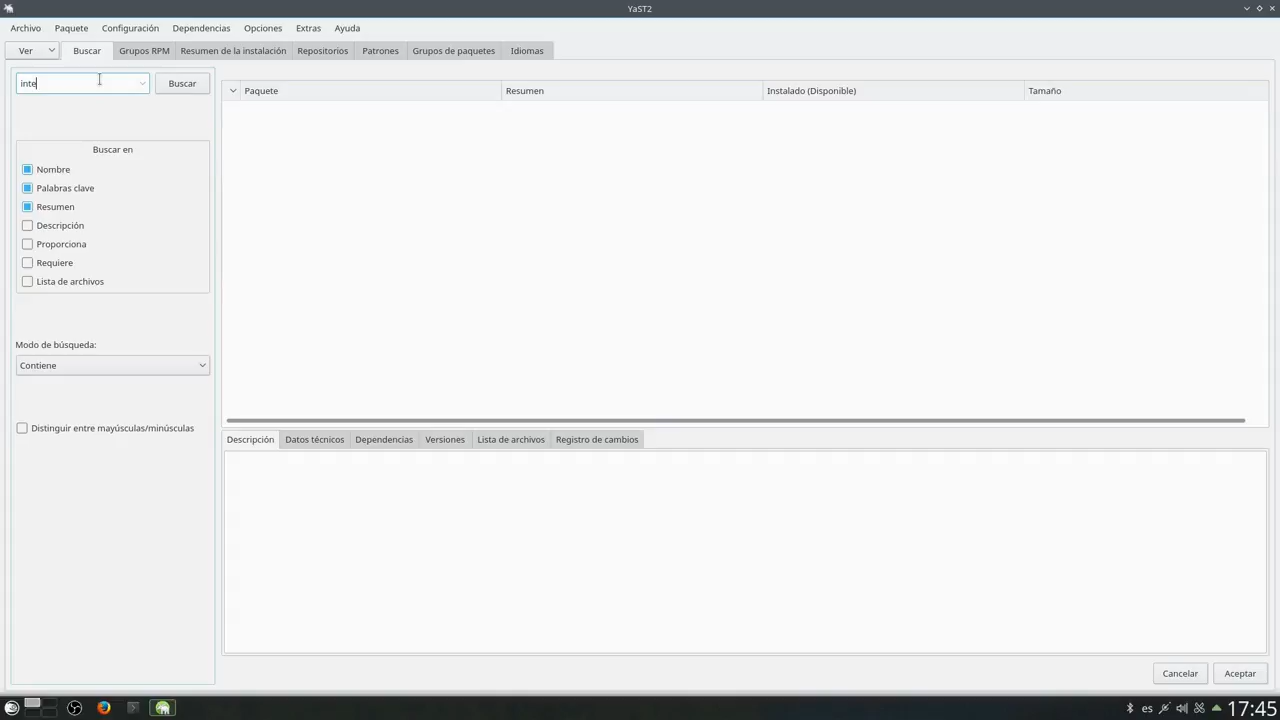 YaST2
Archivo Paquete Configuración Dependencias Opciones Extras Ayuda
Ver Buscar Grupos RPM Resumen de la instalación Repositorios Patrones Grupos de paquetes Idiomas
inte Buscar
Paquete Resumen Instalado (Disponible) Tamaño
Buscar en
Nombre
Palabras clave
Resumen
Descripción
Proporciona
Requiere
Lista de archivos
Modo de búsqueda:
Contiene
Distinguir entre mayúsculas/minúsculas
Descripción Datos técnicos Dependencias Versiones Lista de archivos Registro de cambios
Cancelar Aceptar
es 17:45